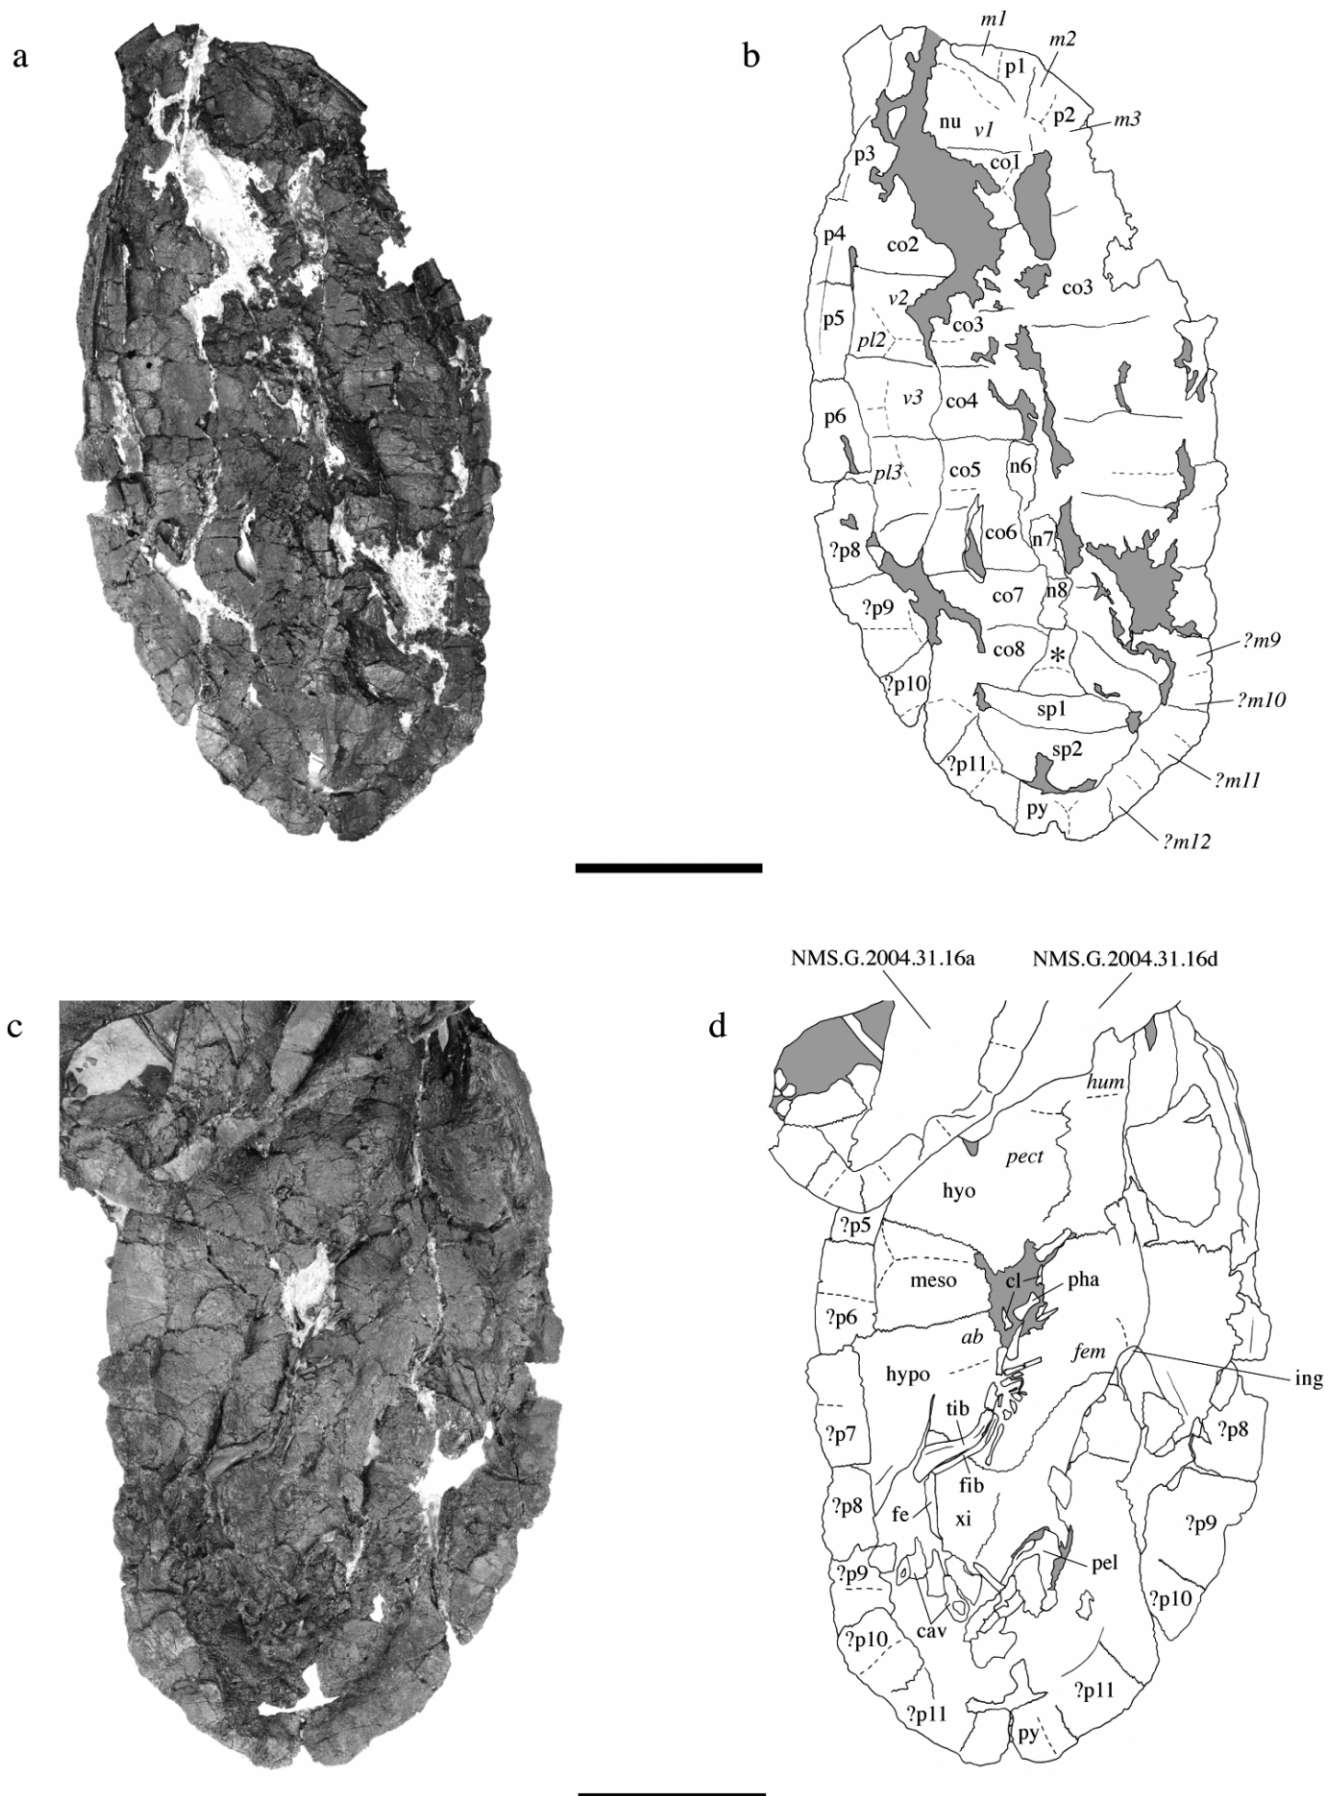 a
b
m1
m2
p1
p2
m3
nu
v1
p3
co1
p4
co2
co3
v2
p5
co3
pl2
v3
co4
p6
pl3
co5
n6
co6
n7
?p8
co7
n8
?p9
?m9
co8
*
?p10
?m10
sp1
sp2
?p11
?m11
py
?m12
NMS.G.2004.31.16a
NMS.G.2004.31.16d
c
d
hum
pect
hyo
?p5
cl
pha
meso
?p6
ab
fem
hypo
ing
tib
?p7
?p8
fib
?p8
fe
xi
?p9
pel
?p9
?p10
cav
?p10
?p11
?p11
py